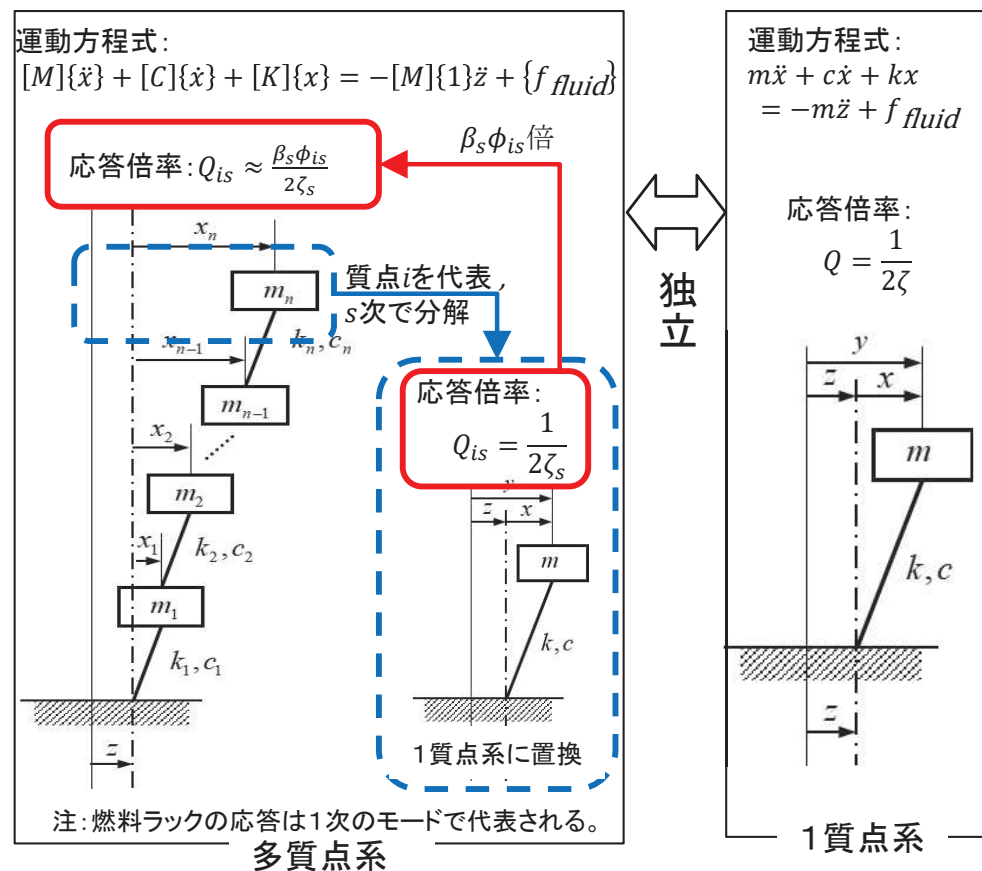 運動方程式：
[M]{ẍ} + [C]{ẋ} + [K]{x} = −[M]{1}z̈ + {f fluid}
応答倍率：Q_is ≈ β_sφ_is / 2ζ_s
β_sφ_is倍
x_n
m_n
質点iを代表，
s次で分解
x_{n−1}
k_n, c_n
m_{n−1}
x_2
m_2
k_2, c_2
x_1
m_1
k_1, c_1
z
応答倍率：
Q_is = 1 / 2ζ_s
y
z
x
m
k, c
1質点系に置換
注：燃料ラックの応答は1次のモードで代表される。
多質点系
独立
運動方程式：
mẍ + cẋ + kx
= −mz̈ + f fluid
応答倍率：
Q = 1 / 2ζ
y
z
x
m
k, c
z
1質点系